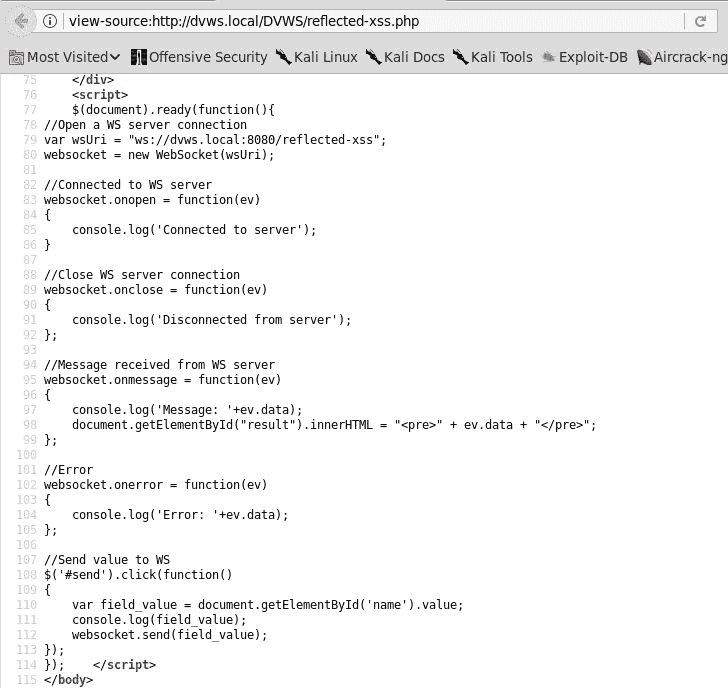 view-source:http://dvws.local/DVWS/reflected-xss.php
Most Visited Offensive Security Kali Linux Kali Docs Kali Tools Exploit-DB Aircrack-ng
75     </div>
76     <script>
77     $(document).ready(function(){
78 //Open a WS server connection
79 var wsUri = "ws://dvws.local:8080/reflected-xss";
80 websocket = new WebSocket(wsUri);
81
82 //Connected to WS server
83 websocket.onopen = function(ev)
84 {
85     console.log('Connected to server');
86 }
87
88 //Close WS server connection
89 websocket.onclose = function(ev)
90 {
91     console.log('Disconnected from server');
92 };
93
94 //Message received from WS server
95 websocket.onmessage = function(ev)
96 {
97     console.log('Message: '+ev.data);
98     document.getElementById("result").innerHTML = "<pre>" + ev.data + "</pre>";
99 };
100
101 //Error
102 websocket.onerror = function(ev)
103 {
104     console.log('Error: '+ev.data);
105 };
106
107 //Send value to WS
108 $('#send').click(function()
109 {
110     var field_value = document.getElementById('name').value;
111     console.log(field_value);
112     websocket.send(field_value);
113 });
114 });    </script>
115 </body>